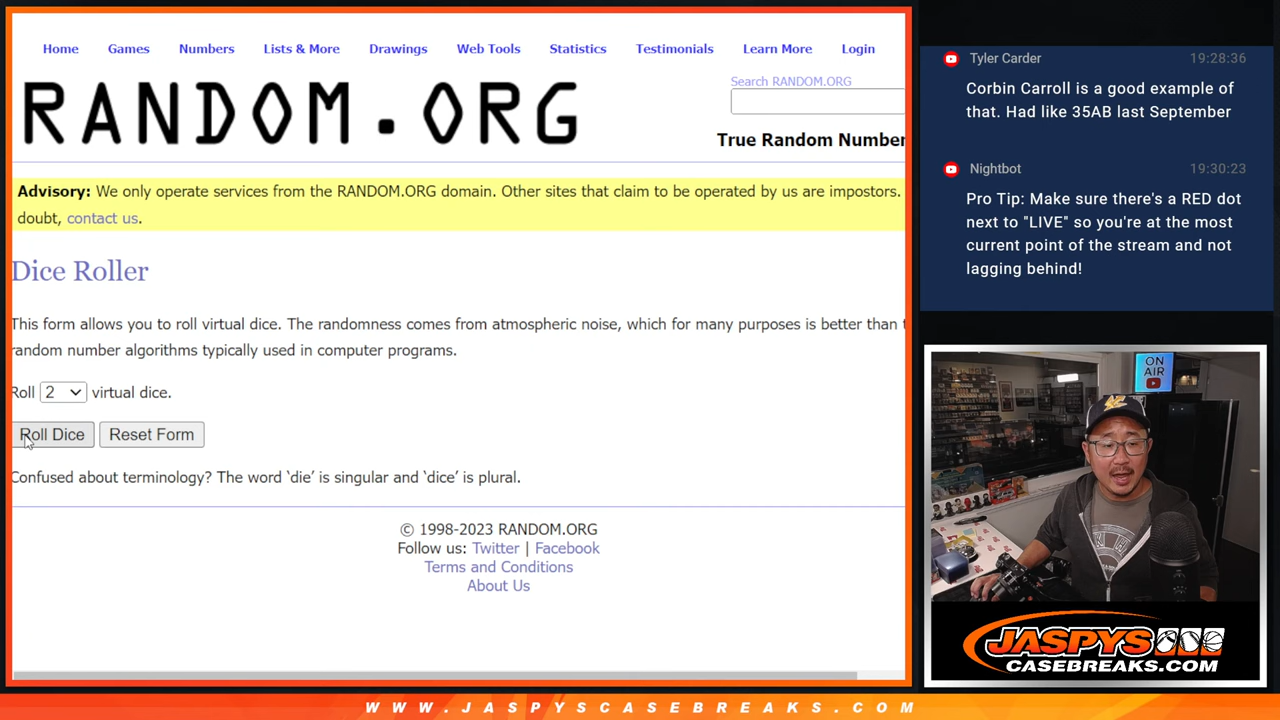 Home Games Numbers Lists & More Drawings Web Tools Statistics Testimonials Learn More Login
RANDOM.ORG
Search RANDOM.ORG
True Random Number
Advisory: We only operate services from the RANDOM.ORG domain. Other sites that claim to be operated by us are impostors.
doubt, contact us.
Dice Roller
This form allows you to roll virtual dice. The randomness comes from atmospheric noise, which for many purposes is better than
random number algorithms typically used in computer programs.
Roll 2 virtual dice.
Roll Dice Reset Form
Confused about terminology? The word ‘die’ is singular and ‘dice’ is plural.
© 1998-2023 RANDOM.ORG
Follow us: Twitter | Facebook
Terms and Conditions
About Us
Tyler Carder 19:28:36
Corbin Carroll is a good example of
that. Had like 35AB last September
Nightbot 19:30:23
Pro Tip: Make sure there's a RED dot
next to "LIVE" so you're at the most
current point of the stream and not
lagging behind!
ON
AIR
JASPYS
CASEBREAKS.COM
WWW.JASPYSCASEBREAKS.COM